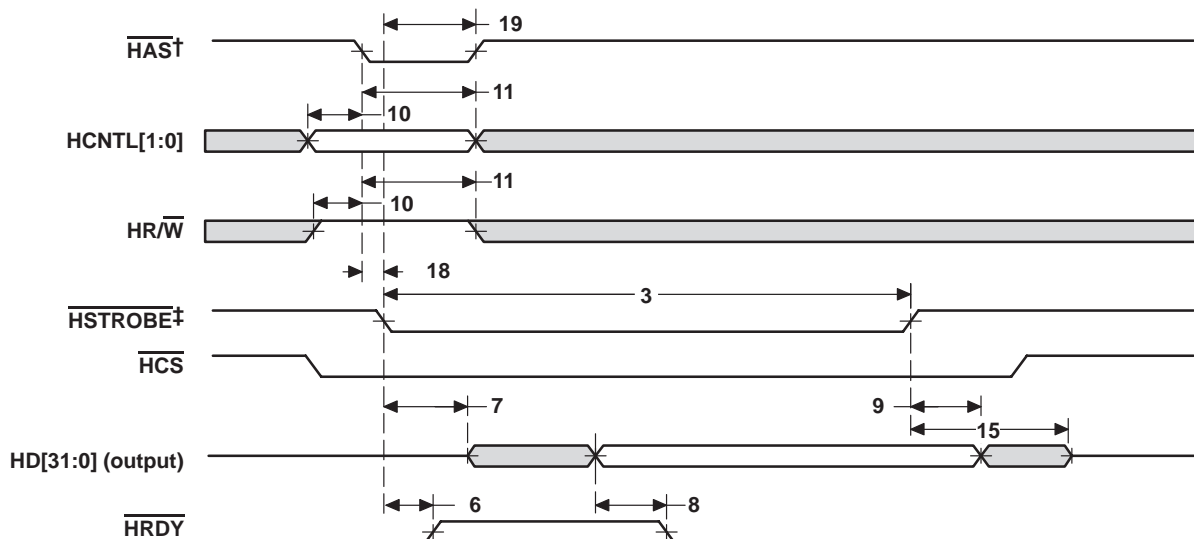 19
HAS†
11
10
HCNTL[1:0]
11
10
HR/W
18
3
HSTROBE‡
HCS
7
9
15
HD[31:0] (output)
6
8
HRDY